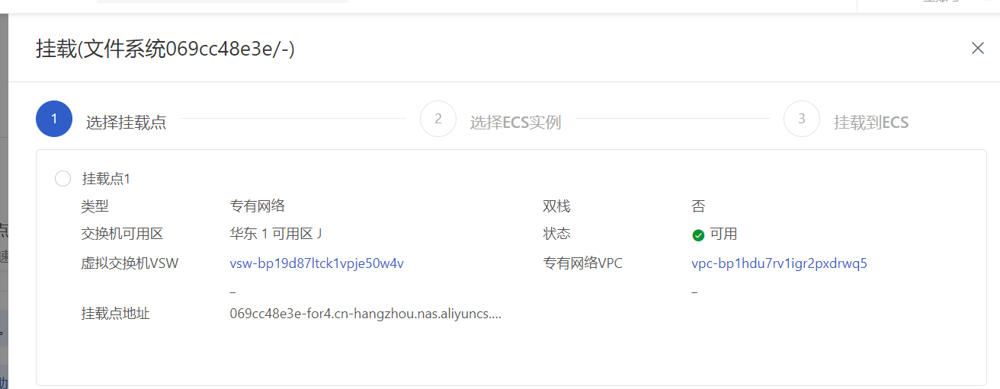 挂载(文件系统069cc48e3e/-)
1 选择挂载点 2 选择ECS实例 3 挂载到ECS
挂载点1
类型 专有网络 双栈 否
交换机可用区 华东 1 可用区 J 状态 可用
虚拟交换机VSW vsw-bp19d87ltck1vpje50w4v 专有网络VPC vpc-bp1hdu7rv1igr2pxdrwq5
– –
挂载点地址 069cc48e3e-for4.cn-hangzhou.nas.aliyuncs....
点
速
。
助